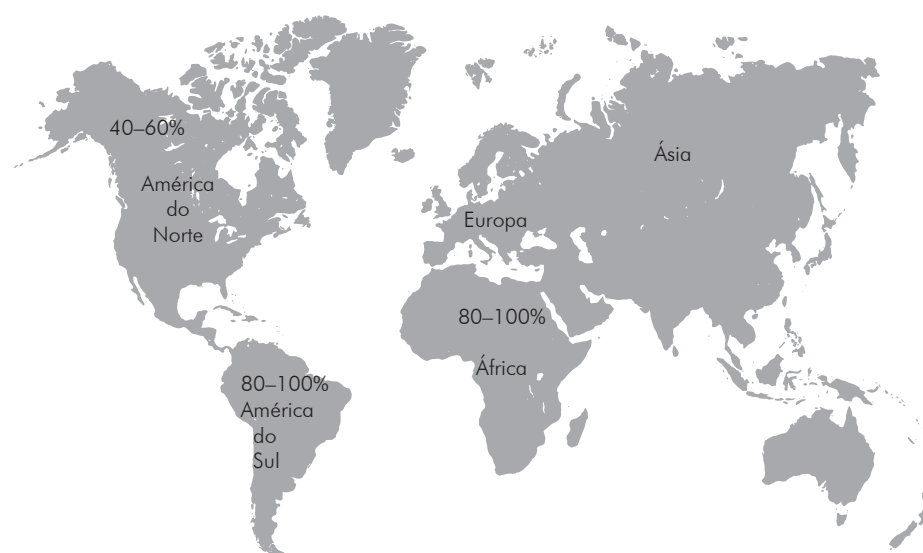 40–60%
América
do
Norte
Ásia
Europa
80–100%
África
80–100%
América
do
Sul